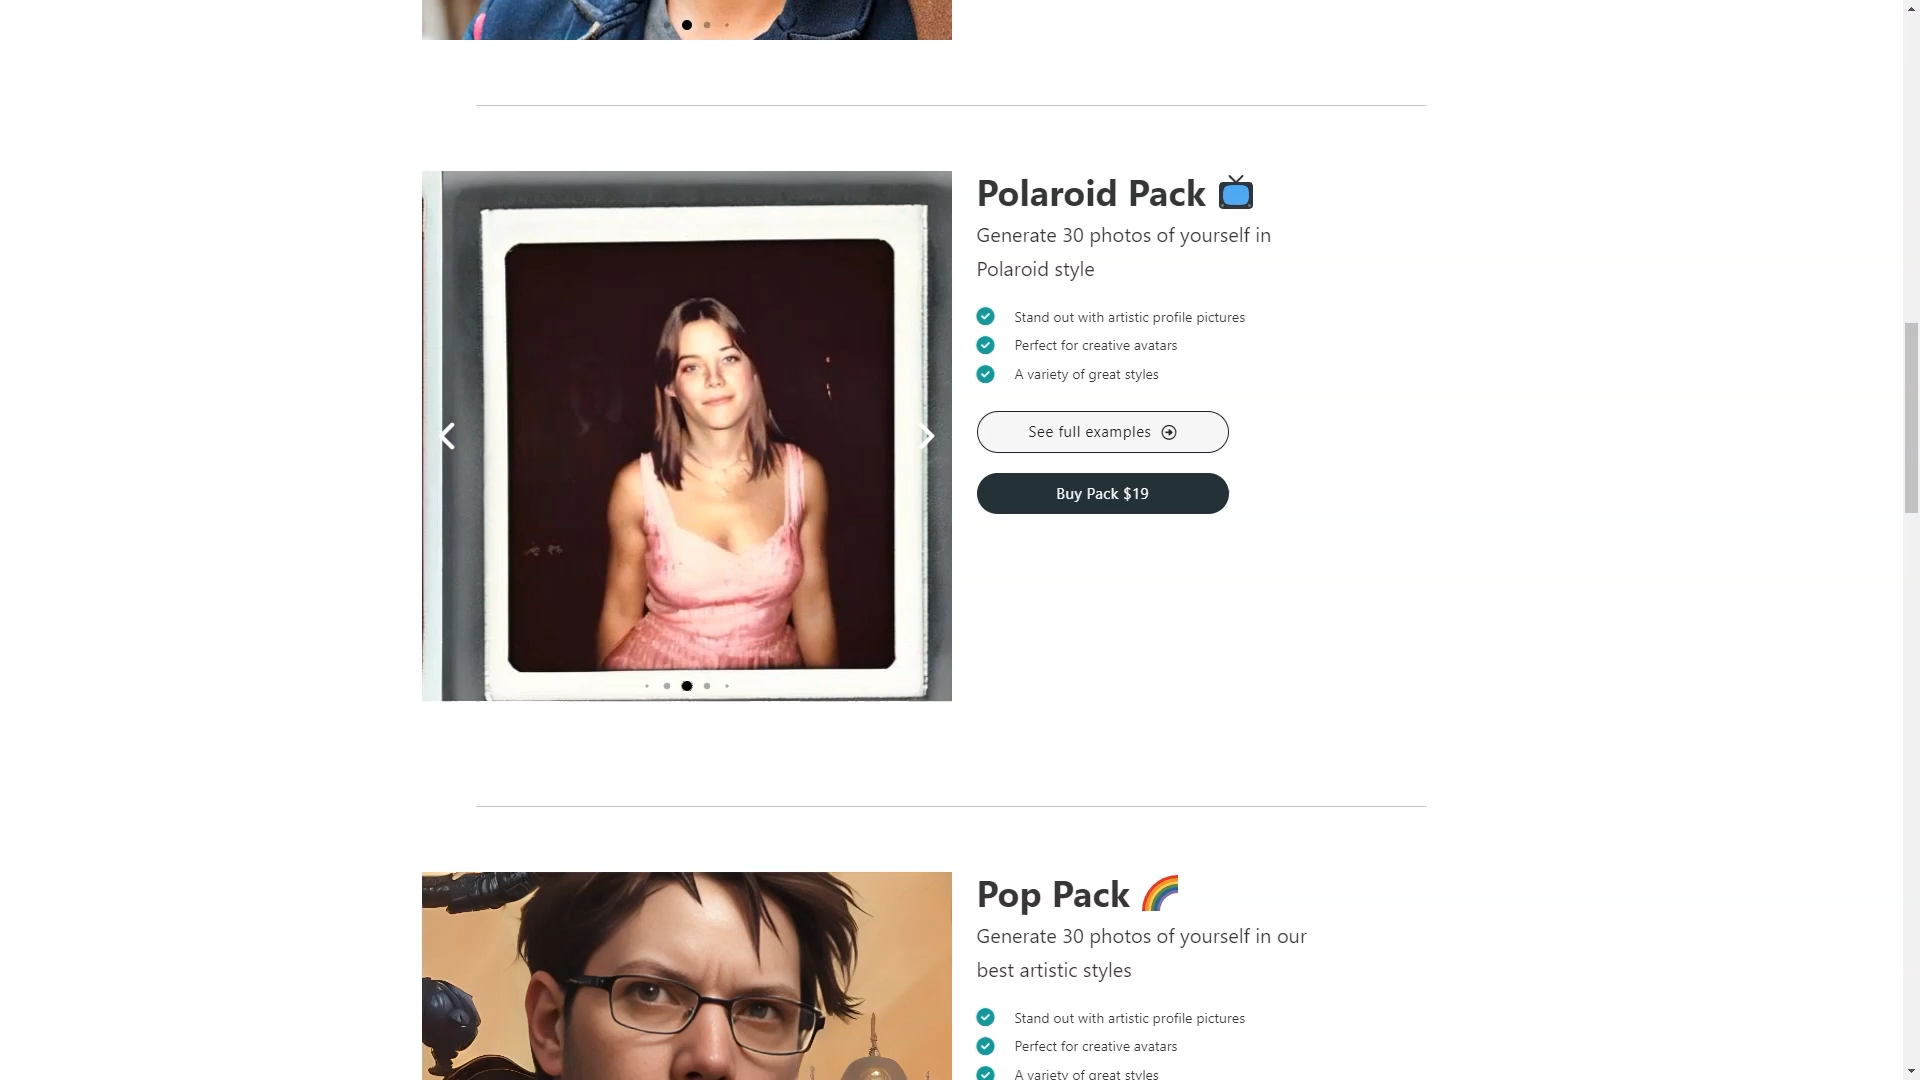 Polaroid Pack
Generate 30 photos of yourself in
Polaroid style
Stand out with artistic profile pictures
Perfect for creative avatars
A variety of great styles
See full examples
Buy Pack $19
Pop Pack
Generate 30 photos of yourself in our
best artistic styles
Stand out with artistic profile pictures
Perfect for creative avatars
A variety of great styles